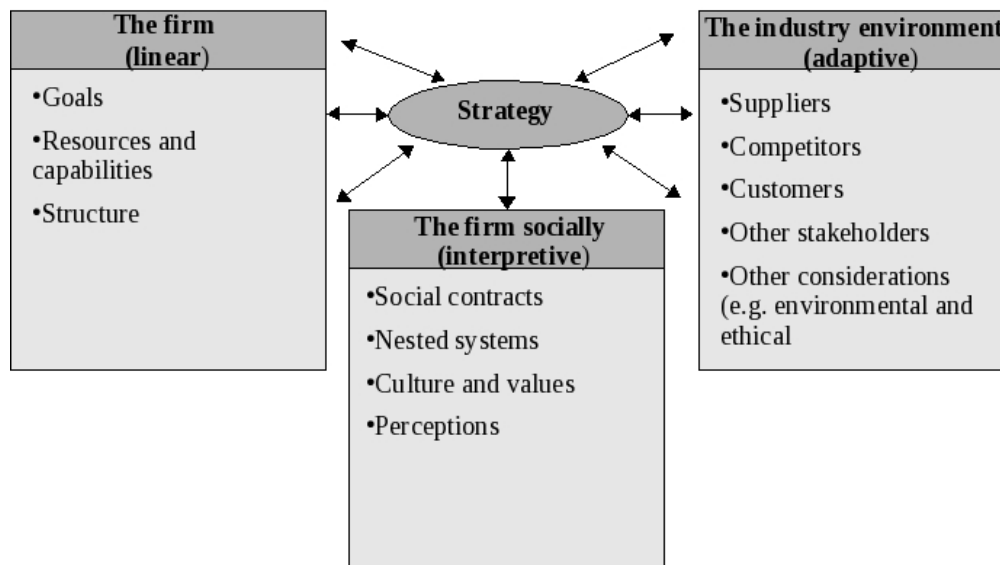 The firm
(linear)
•Goals
•Resources and
capabilities
•Structure
Strategy
The industry environment
(adaptive)
•Suppliers
•Competitors
•Customers
•Other stakeholders
•Other considerations
(e.g. environmental and
ethical
The firm socially
(interpretive)
•Social contracts
•Nested systems
•Culture and values
•Perceptions